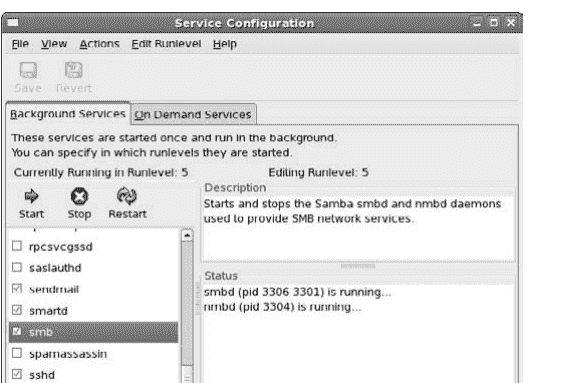 Service Configuration
File View Actions Edit Runlevel Help
Save Revert
Background Services On Demand Services
These services are started once and run in the background.
You can specify in which runlevels they are started.
Currently Running in Runlevel: 5 Editing Runlevel: 5
Start Stop Restart
Description
Starts and stops the Samba smbd and nmbd daemons
used to provide SMB network services.
rpcsvcgssd
saslauthd
sendmail
smartd
smb
spamassassin
sshd
Status
smbd (pid 3306 3301) is running...
nmbd (pid 3304) is running...